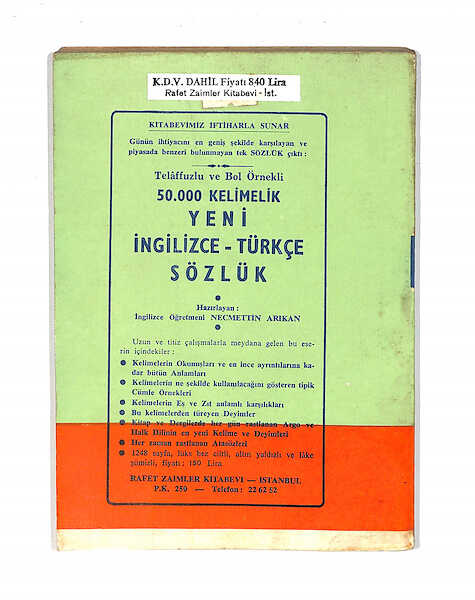 K.D.V. DAHİL Fiyatı 840 Lira
Rafet Zaimler Kitabevi - İst.
KİTABEVİMİZ İFTİHARLA SUNAR
Günün ihtiyacını en geniş şekilde karşılayan ve
piyasada benzeri bulunmayan tek SÖZLÜK çıktı:
Telâffuzlu ve Bol Örnekli
50.000 KELİMELİK
YENİ
İNGİLİZCE - TÜRKÇE
SÖZLÜK
Hazırlayan:
İngilizce Öğretmeni NECMETTİN ARIKAN
Uzun ve titiz çalışmalarla meydana gelen bu ese-
rin içindekiler:
● Kelimelerin Okunuşları ve en ince ayrıntılarına ka-
dar bütün Anlamları
● Kelimelerin ne şekilde kullanılacağını gösteren tipik
Cümle Örnekleri
● Kelimelerin Eş ve Zıt anlamlı karşılıkları
● Bu kelimelerden türeyen Deyimler
● Kitap ve Dergilerde her gün rastlanan Argo ve
Halk Dilinin en yeni Kelime ve Deyimleri
● Her zaman rastlanan Atasözleri
● 1248 sayfa, lüks bez ciltli, altın yaldızlı ve lâke
gömlek, fiyatı: 150 Lira
RAFET ZAİMLER KİTABEVİ — İSTANBUL
P.K. 259 — Telefon: 22 62 52